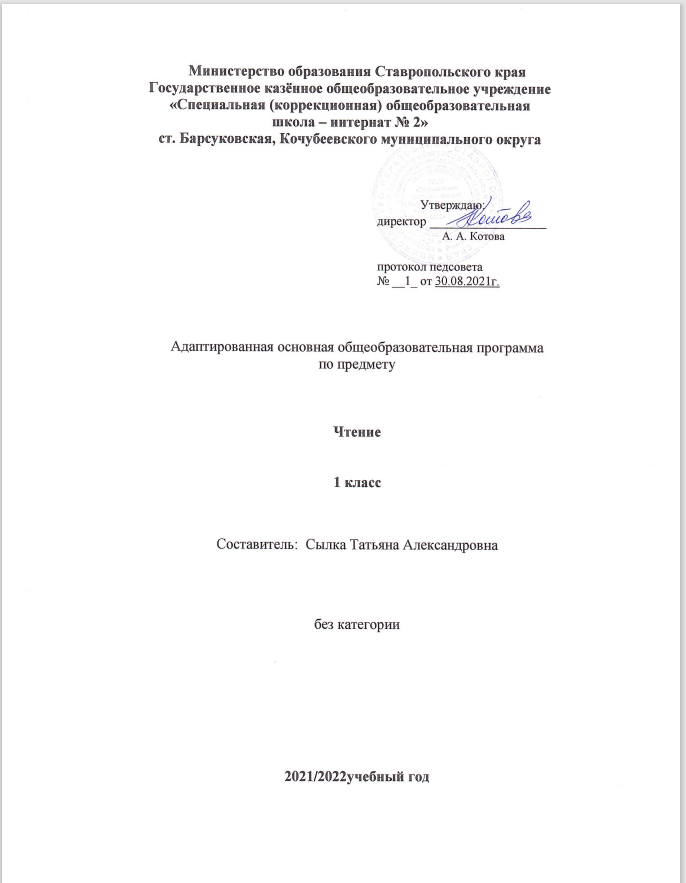 Министерство образования Ставропольского края
Государственное казённое общеобразовательное учреждение
«Специальная (коррекционная) общеобразовательная
школа – интернат № 2»
ст. Барсуковская, Кочубеевского муниципального округа
Утверждаю:
директор
Котова
А. А. Котова
протокол педсовета
№ __1_ от 30.08.2021г.
Адаптированная основная общеобразовательная программа
по предмету
Чтение
1 класс
Составитель: Сылка Татьяна Александровна
без категории
2021/2022учебный год